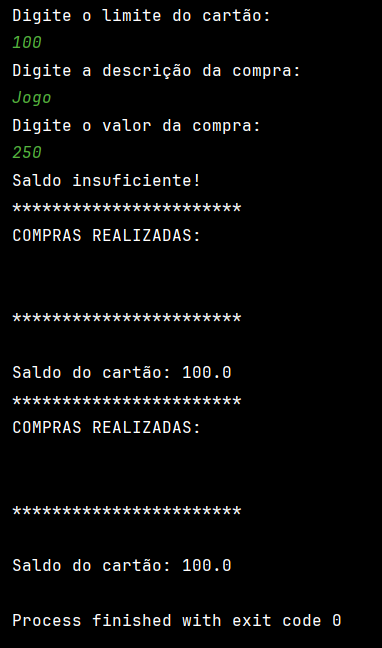 Digite o limite do cartão:
100
Digite a descrição da compra:
Jogo
Digite o valor da compra:
250
Saldo insuficiente!
***********************
COMPRAS REALIZADAS:
***********************
Saldo do cartão: 100.0
***********************
COMPRAS REALIZADAS:
***********************
Saldo do cartão: 100.0
Process finished with exit code 0